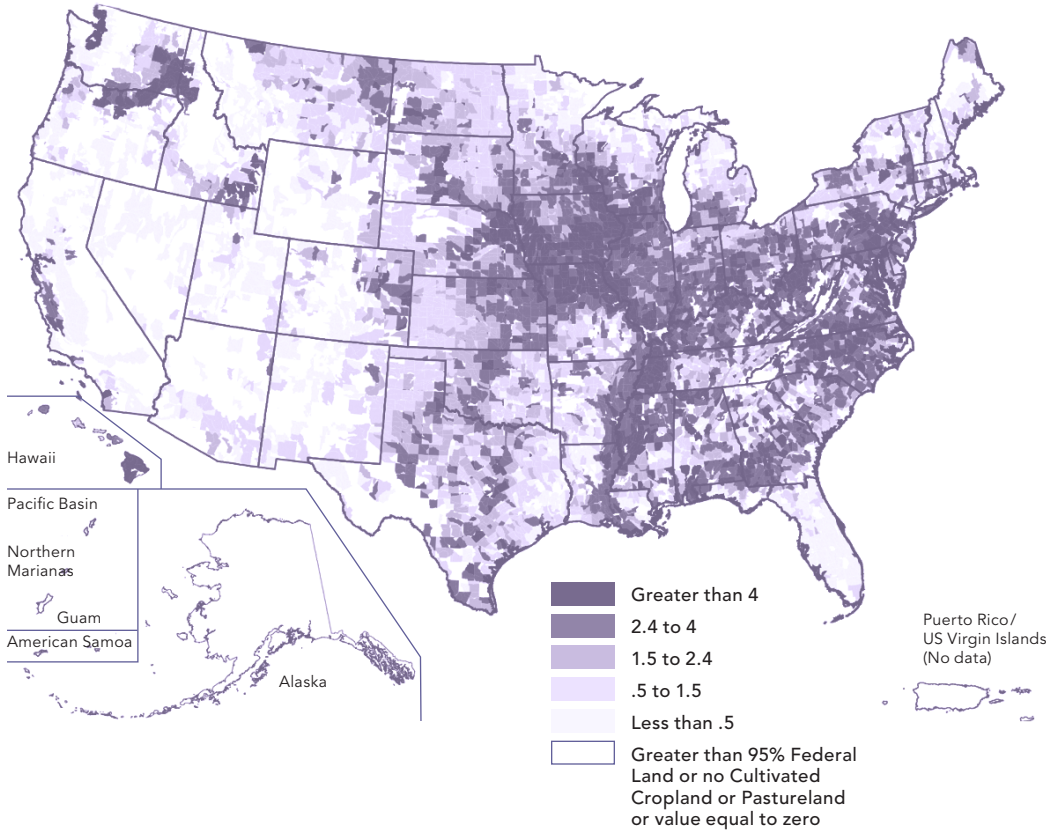 Hawaii
Pacific Basin
Northern
Marianas
Guam
American Samoa
Alaska
Greater than 4
2.4 to 4
1.5 to 2.4
.5 to 1.5
Less than .5
Greater than 95% Federal
Land or no Cultivated
Cropland or Pastureland
or value equal to zero
Puerto Rico/
US Virgin Islands
(No data)